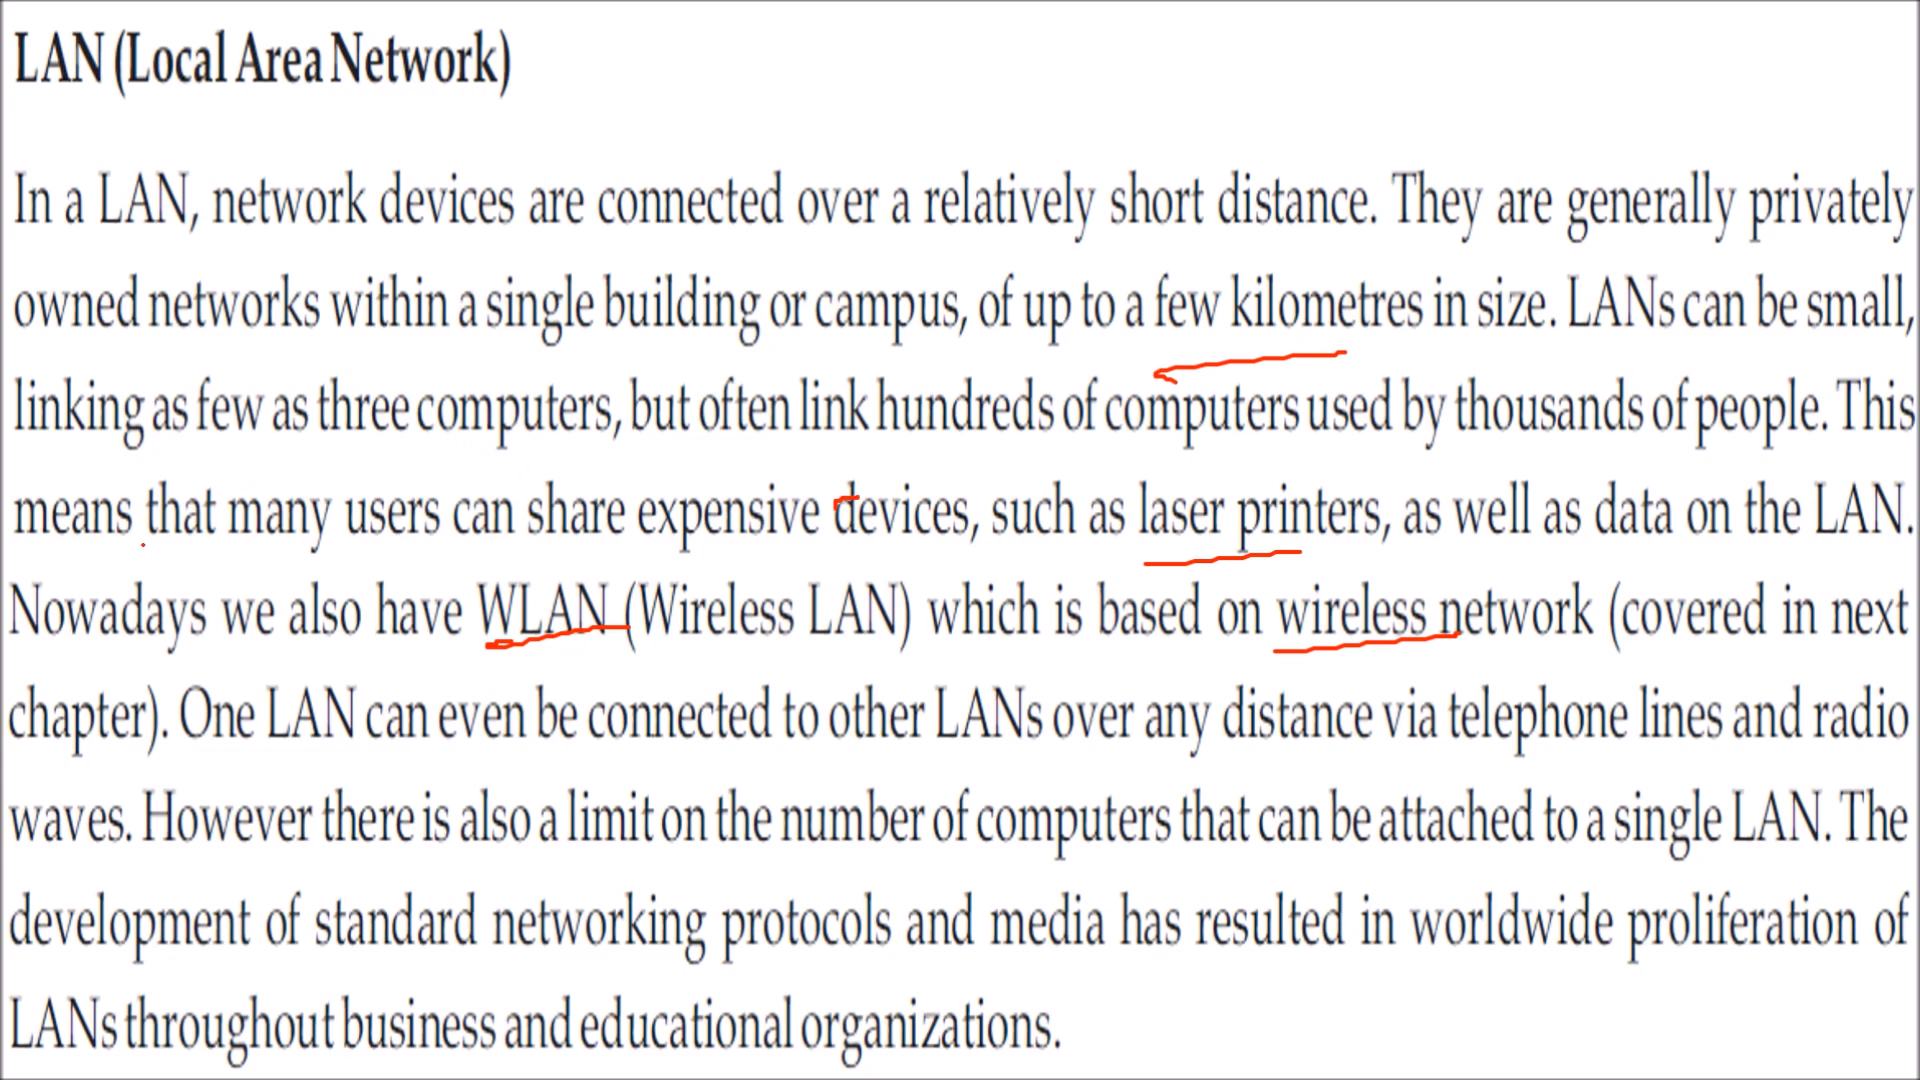 LAN (Local Area Network)
In a LAN, network devices are connected over a relatively short distance. They are generally privately
owned networks within a single building or campus, of up to a few kilometres in size. LANs can be small,
linking as few as three computers, but often link hundreds of computers used by thousands of people. This
means that many users can share expensive devices, such as laser printers, as well as data on the LAN.
Nowadays we also have WLAN (Wireless LAN) which is based on wireless network (covered in next
chapter). One LAN can even be connected to other LANs over any distance via telephone lines and radio
waves. However there is also a limit on the number of computers that can be attached to a single LAN. The
development of standard networking protocols and media has resulted in worldwide proliferation of
LANs throughout business and educational organizations.